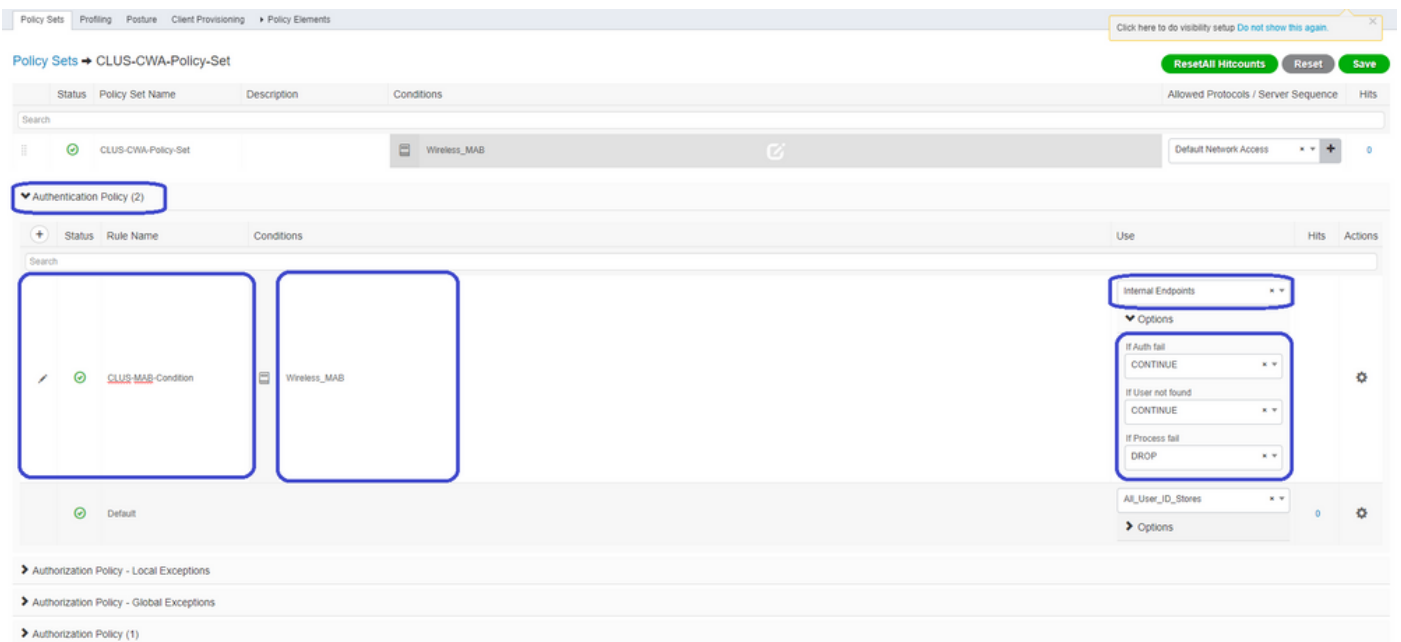 Policy Sets Profiling Posture Client Provisioning Policy Elements
Click here to do visibility setup Do not show this again.
Policy Sets → CLUS-CWA-Policy-Set
ResetAll Hitcounts Reset Save
Status Policy Set Name Description Conditions Allowed Protocols / Server Sequence Hits
Search
CLUS-CWA-Policy-Set Wireless_MAB Default Network Access 0
Authentication Policy (2)
Status Rule Name Conditions Use Hits Actions
Search
Internal Endpoints
Options
If Auth fail
CONTINUE
CLUS-MAB-Condition Wireless_MAB
If User not found
CONTINUE
If Process fail
DROP
All_User_ID_Stores
Default 0
Options
Authorization Policy - Local Exceptions
Authorization Policy - Global Exceptions
Authorization Policy (1)